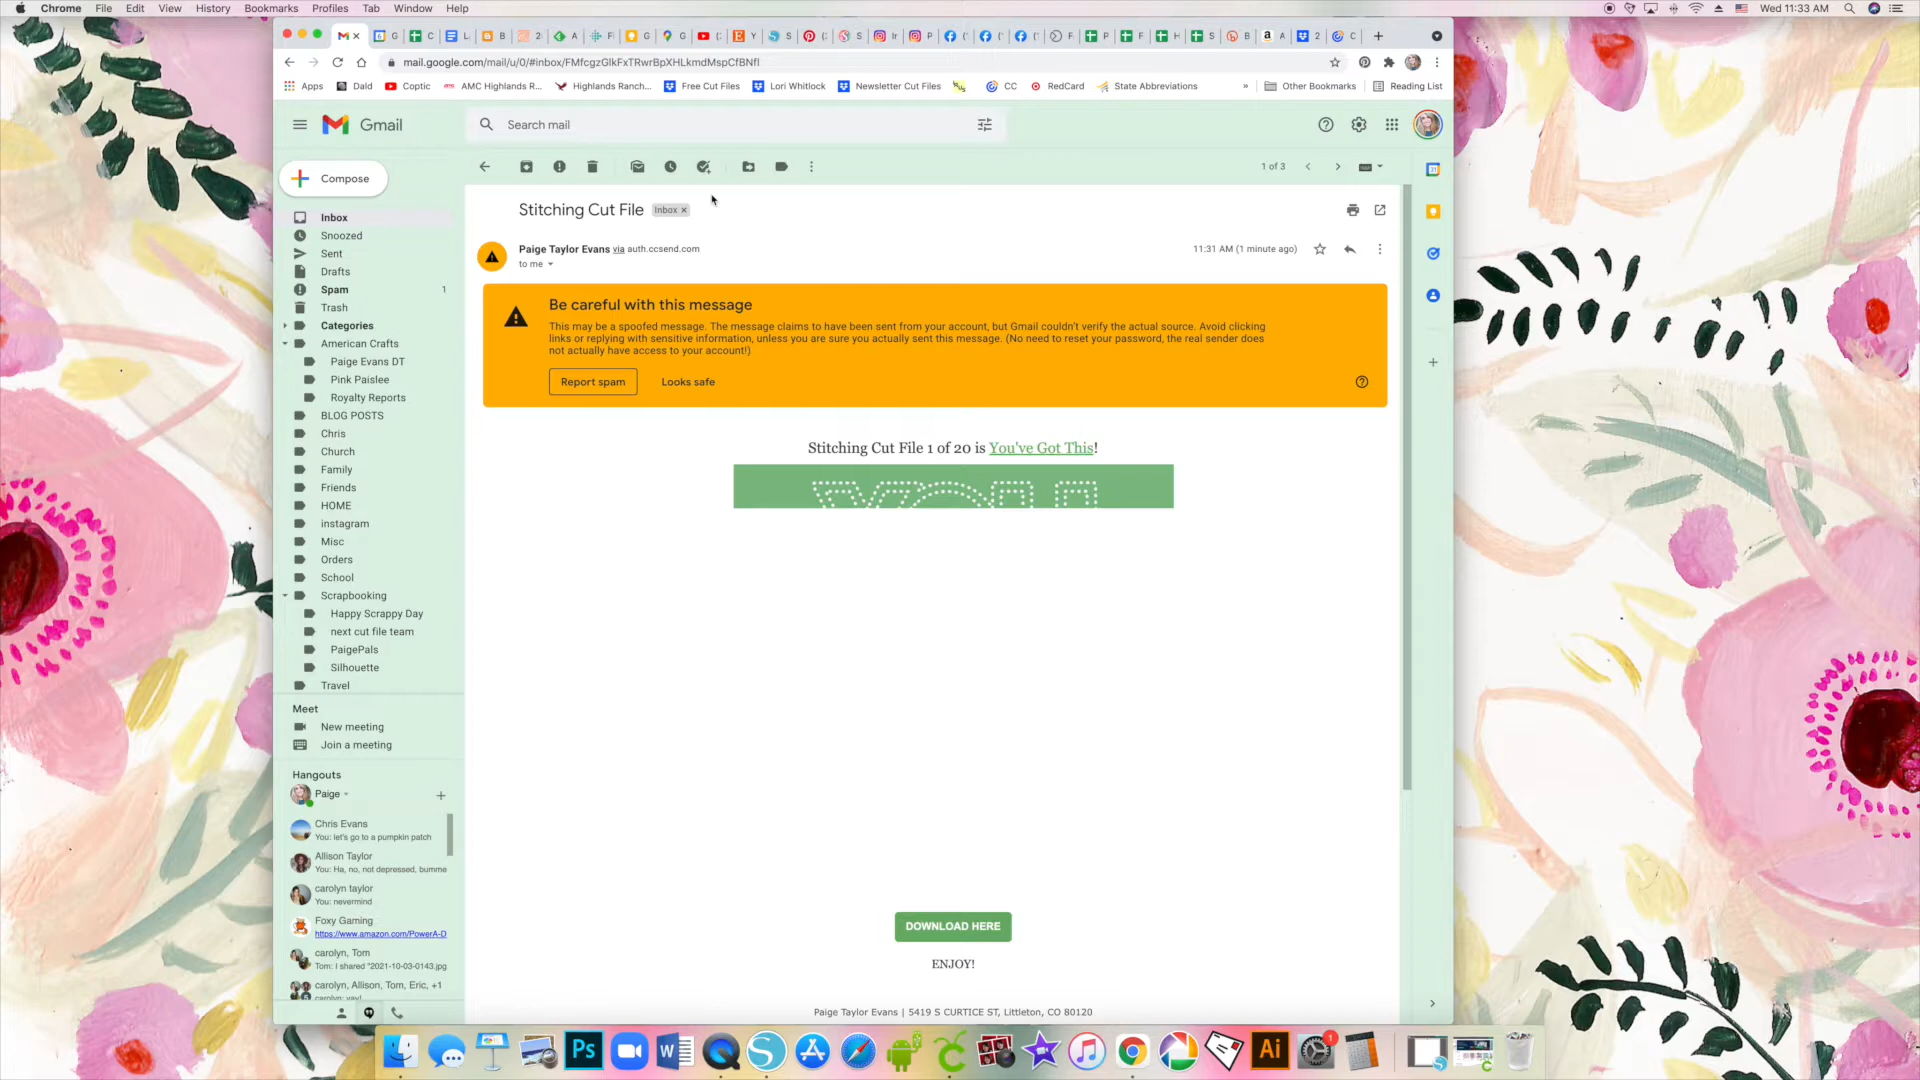 Chrome File Edit View History Bookmarks Profiles Tab Window Help Wed 11:33 AM
mail.google.com/mail/u/0/#inbox/FMfcgzGlkFxTRwrBpXHLkmdMspCfBNfl
Apps Dald Coptic AMC Highlands R... Highlands Ranch... Free Cut Files Lori Whitlock Newsletter Cut Files CC RedCard State Abbreviations » Other Bookmarks Reading List
Gmail Search mail
1 of 3
Compose
Inbox
Snoozed
Sent
Drafts
Spam 1
Trash
Categories
American Crafts
Paige Evans DT
Pink Paislee
Royalty Reports
BLOG POSTS
Chris
Church
Family
Friends
HOME
instagram
Misc
Orders
School
Scrapbooking
Happy Scrappy Day
next cut file team
PaigePals
Silhouette
Travel
Meet
New meeting
Join a meeting
Hangouts
Paige
Chris Evans
You: let's go to a pumpkin patch
Allison Taylor
You: Ha, no, not depressed, bumme
carolyn taylor
You: nevermind
Foxy Gaming
https://www.amazon.com/PowerA-D
carolyn, Tom
Tom: I shared "2021-10-03-0143.jpg
carolyn, Allison, Tom, Eric, +1
carolyn: yay!
Stitching Cut File Inbox ×
Paige Taylor Evans via auth.ccsend.com 11:31 AM (1 minute ago)
to me
Be careful with this message
This may be a spoofed message. The message claims to have been sent from your account, but Gmail couldn't verify the actual source. Avoid clicking
links or replying with sensitive information, unless you are sure you actually sent this message. (No need to reset your password, the real sender does
not actually have access to your account!)
Report spam Looks safe
Stitching Cut File 1 of 20 is You've Got This!
YOU
DOWNLOAD HERE
ENJOY!
Paige Taylor Evans | 5419 S CURTICE ST, Littleton, CO 80120
Ps W S Ai 1